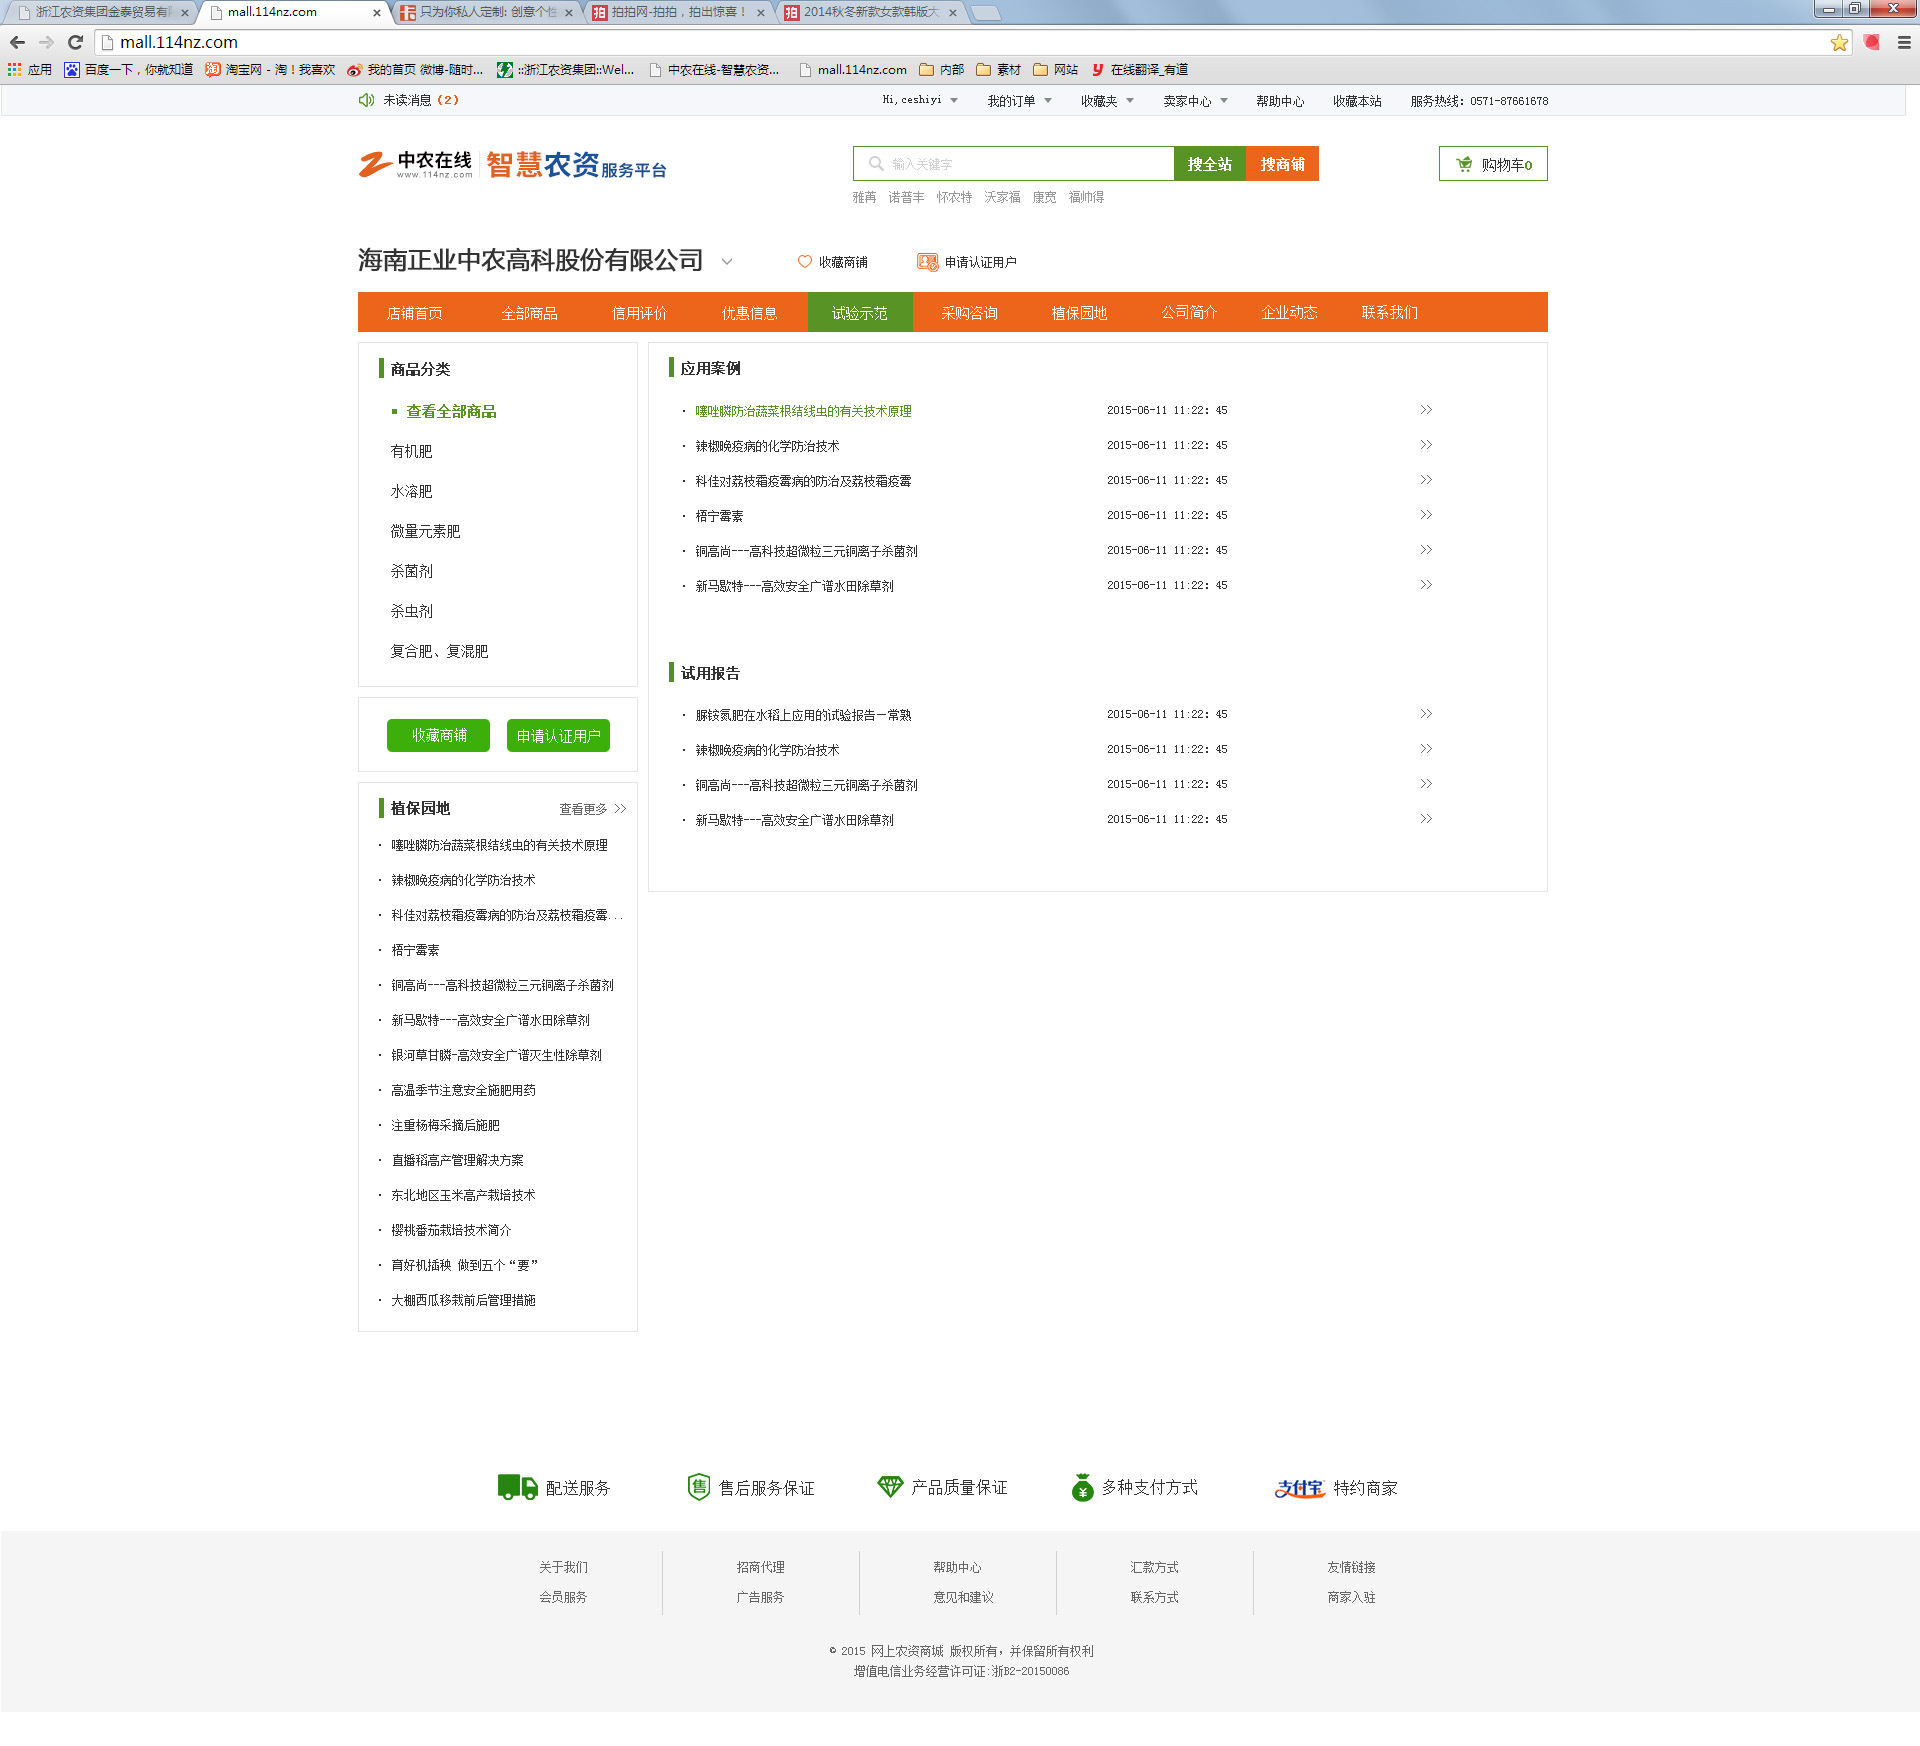 浙江农资集团金泰贸易有 mall.114nz.com 只为你私人定制: 创意个性 拍拍网-拍拍，拍出惊喜！ 2014秋冬新款女款韩版大
mall.114nz.com
应用 百度一下，你就知道 淘宝网 - 淘！我喜欢 我的首页 微博-随时... ::浙江农资集团::Wel... 中农在线-智慧农资... mall.114nz.com 内部 素材 网站 在线翻译_有道
未读消息（2） Hi,ceshiyi 我的订单 收藏夹 卖家中心 帮助中心 收藏本站 服务热线：0571-87661678
中农在线 www.114nz.com 智慧农资服务平台 输入关键字 搜全站 搜商铺 购物车0
雅苒 诺普丰 怀农特 沃家福 康宽 福帅得
海南正业中农高科股份有限公司 收藏商铺 申请认证用户
店铺首页 全部商品 信用评价 优惠信息 试验示范 采购咨询 植保园地 公司简介 企业动态 联系我们
商品分类
查看全部商品
有机肥
水溶肥
微量元素肥
杀菌剂
杀虫剂
复合肥、复混肥
收藏商铺 申请认证用户
植保园地 查看更多 >>
· 噻唑膦防治蔬菜根结线虫的有关技术原理
· 辣椒晚疫病的化学防治技术
· 科佳对荔枝霜疫霉病的防治及荔枝霜疫霉...
· 梧宁霉素
· 铜高尚---高科技超微粒三元铜离子杀菌剂
· 新马歇特---高效安全广谱水田除草剂
· 银河草甘膦-高效安全广谱灭生性除草剂
· 高温季节注意安全施肥用药
· 注重杨梅采摘后施肥
· 直播稻高产管理解决方案
· 东北地区玉米高产栽培技术
· 樱桃番茄栽培技术简介
· 育好机插秧 做到五个“要”
· 大棚西瓜移栽前后管理措施
应用案例
· 噻唑膦防治蔬菜根结线虫的有关技术原理 2015-06-11 11:22: 45 >>
· 辣椒晚疫病的化学防治技术 2015-06-11 11:22: 45 >>
· 科佳对荔枝霜疫霉病的防治及荔枝霜疫霉 2015-06-11 11:22: 45 >>
· 梧宁霉素 2015-06-11 11:22: 45 >>
· 铜高尚---高科技超微粒三元铜离子杀菌剂 2015-06-11 11:22: 45 >>
· 新马歇特---高效安全广谱水田除草剂 2015-06-11 11:22: 45 >>
试用报告
· 脲铵氮肥在水稻上应用的试验报告—常熟 2015-06-11 11:22: 45 >>
· 辣椒晚疫病的化学防治技术 2015-06-11 11:22: 45 >>
· 铜高尚---高科技超微粒三元铜离子杀菌剂 2015-06-11 11:22: 45 >>
· 新马歇特---高效安全广谱水田除草剂 2015-06-11 11:22: 45 >>
配送服务 售 售后服务保证 产品质量保证 ¥ 多种支付方式 支付宝 特约商家
关于我们 招商代理 帮助中心 汇款方式 友情链接
会员服务 广告服务 意见和建议 联系方式 商家入驻
© 2015 网上农资商城 版权所有，并保留所有权利
增值电信业务经营许可证:浙B2-20150086